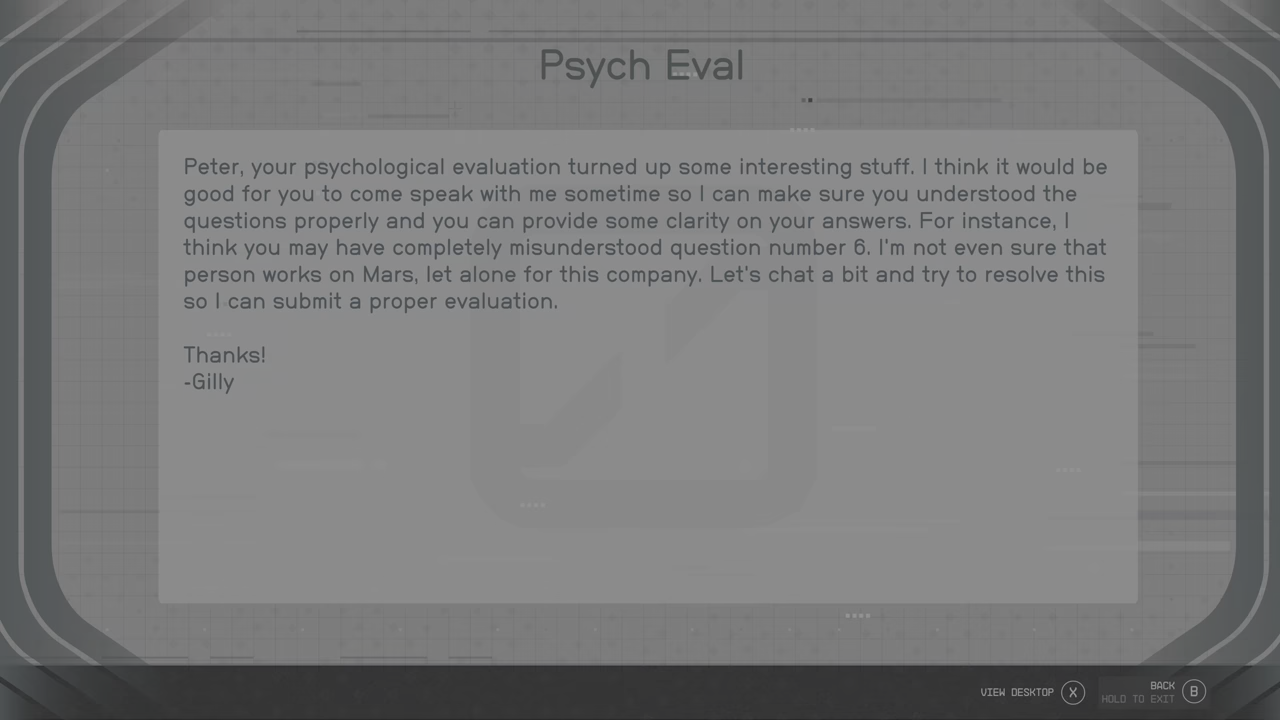 Psych Eval
Peter, your psychological evaluation turned up some interesting stuff. I think it would be
good for you to come speak with me sometime so I can make sure you understood the
questions properly and you can provide some clarity on your answers. For instance, I
think you may have completely misunderstood question number 6. I'm not even sure that
person works on Mars, let alone for this company. Let's chat a bit and try to resolve this
so I can submit a proper evaluation.
Thanks!
-Gilly
VIEW DESKTOP X
BACK B
HOLD TO EXIT